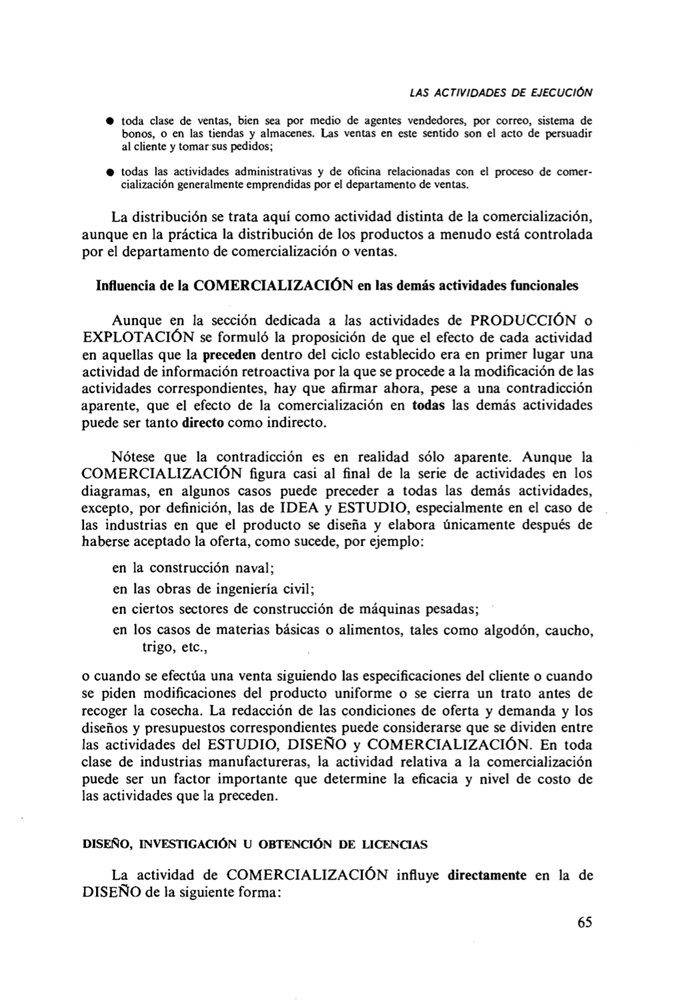 LAS ACTIVIDADES DE EJECUCIÓN
● toda clase de ventas, bien sea por medio de agentes vendedores, por correo, sistema de
bonos, o en las tiendas y almacenes. Las ventas en este sentido son el acto de persuadir
al cliente y tomar sus pedidos;
● todas las actividades administrativas y de oficina relacionadas con el proceso de comer-
cialización generalmente emprendidas por el departamento de ventas.
La distribución se trata aquí como actividad distinta de la comercialización,
aunque en la práctica la distribución de los productos a menudo está controlada
por el departamento de comercialización o ventas.
Influencia de la COMERCIALIZACIÓN en las demás actividades funcionales
Aunque en la sección dedicada a las actividades de PRODUCCIÓN o
EXPLOTACIÓN se formuló la proposición de que el efecto de cada actividad
en aquellas que la preceden dentro del ciclo establecido era en primer lugar una
actividad de información retroactiva por la que se procede a la modificación de las
actividades correspondientes, hay que afirmar ahora, pese a una contradicción
aparente, que el efecto de la comercialización en todas las demás actividades
puede ser tanto directo como indirecto.
Nótese que la contradicción es en realidad sólo aparente. Aunque la
COMERCIALIZACIÓN figura casi al final de la serie de actividades en los
diagramas, en algunos casos puede preceder a todas las demás actividades,
excepto, por definición, las de IDEA y ESTUDIO, especialmente en el caso de
las industrias en que el producto se diseña y elabora únicamente después de
haberse aceptado la oferta, como sucede, por ejemplo:
en la construcción naval;
en las obras de ingeniería civil;
en ciertos sectores de construcción de máquinas pesadas;
en los casos de materias básicas o alimentos, tales como algodón, caucho,
trigo, etc.,
o cuando se efectúa una venta siguiendo las especificaciones del cliente o cuando
se piden modificaciones del producto uniforme o se cierra un trato antes de
recoger la cosecha. La redacción de las condiciones de oferta y demanda y los
diseños y presupuestos correspondientes puede considerarse que se dividen entre
las actividades del ESTUDIO, DISEÑO y COMERCIALIZACIÓN. En toda
clase de industrias manufactureras, la actividad relativa a la comercialización
puede ser un factor importante que determine la eficacia y nivel de costo de
las actividades que la preceden.
DISEÑO, INVESTIGACIÓN U OBTENCIÓN DE LICENCIAS
La actividad de COMERCIALIZACIÓN influye directamente en la de
DISEÑO de la siguiente forma:
65